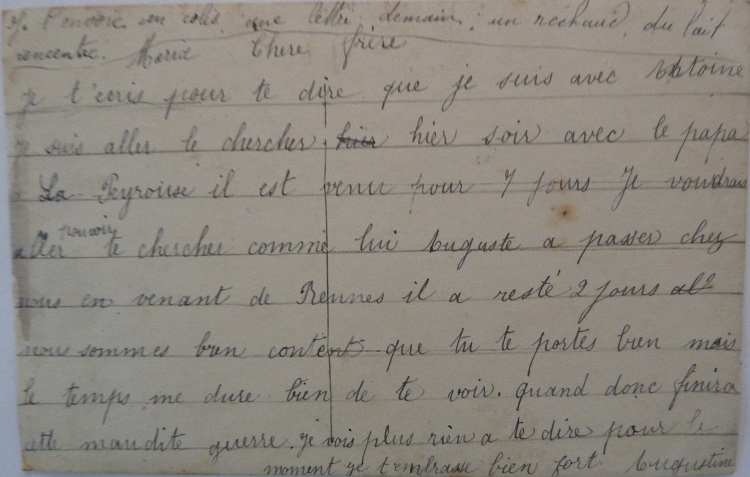 j. t'envoie un colis une lettre demain, un réchaud, du lait
concentré. Maria Chere frère
je t'ecris pour te dire que je suis avec Antoine
je suis aller le chercher hier hier soir avec le papa
a La Peyrouse il est venu pour 7 jours Je voudrais
pouvoir
aller te chercher comme lui Auguste a passer chez
nous en venant de Rennes il a resté 2 jours
nous sommes bien content que tu te portes bien mais
le temps me dure bien de te voir. quand donc finira
cette maudite guerre. je vois plus rien a te dire pour le
moment je t'embrasse bien fort. Augustine